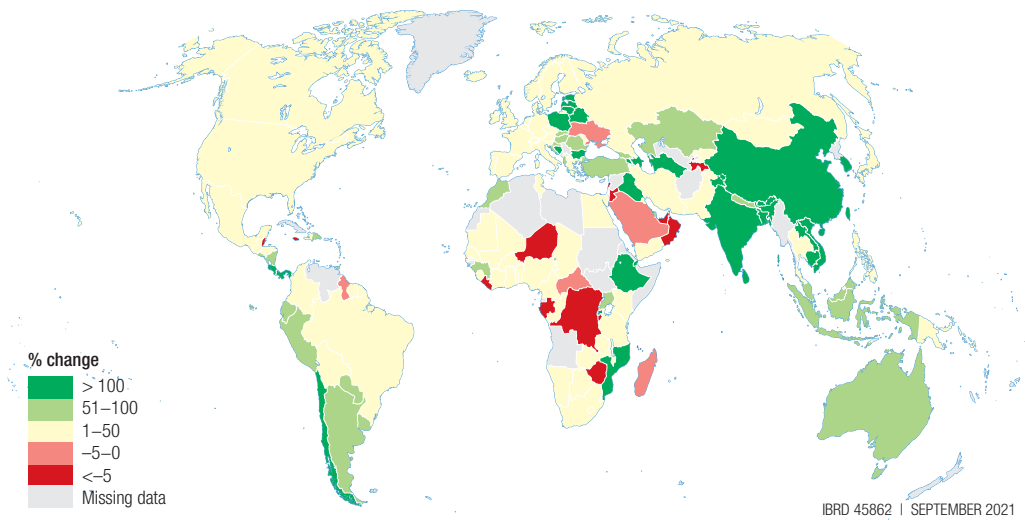 % change
> 100
51–100
1–50
–5–0
<–5
Missing data
IBRD 45862 | SEPTEMBER 2021